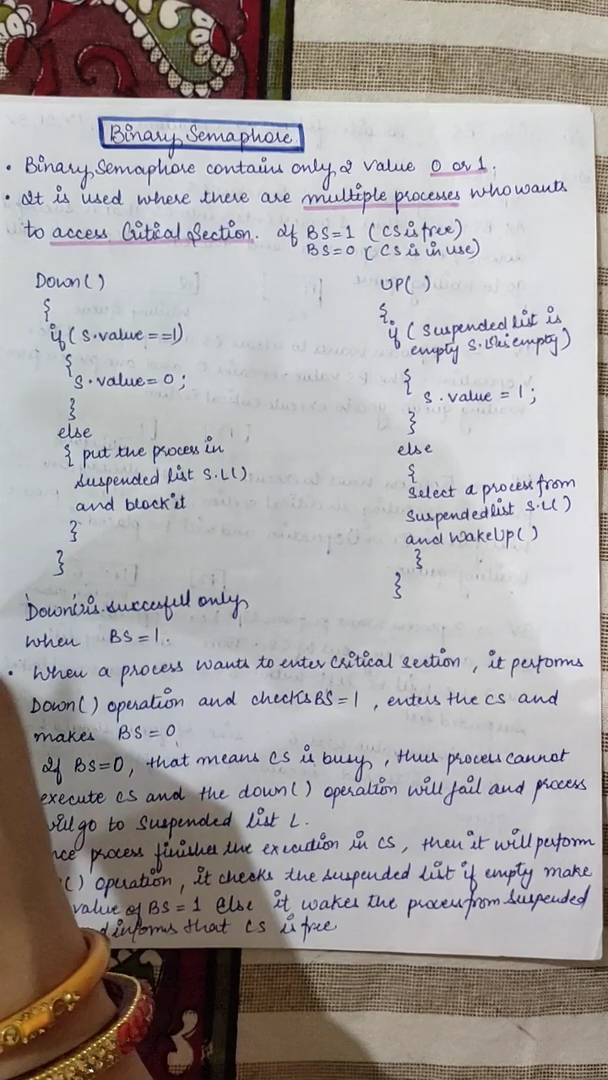 Binary Semaphore
• Binary Semaphore contains only 2 value 0 or 1.
• It is used where there are multiple processes who wants
to access Critical Section. If BS=1 (CS is free)
BS=0 (CS is in use)
Down()
{
if (S.value==1)
{
S.value=0;
}
else
{ put the process in
suspended list S.L()
and block it
}
}
UP()
{
if (suspended list is
empty S.L is empty)
{
S.value = 1;
}
else
{
Select a process from
suspended list S.L()
and wakeUp()
}
}
Down() is succesfull only
when BS=1.
• When a process wants to enter Critical section, it performs
Down() operation and checks BS=1, enters the CS and
makes BS=0
If BS=0, that means CS is busy, thus process cannot
execute CS and the down() operation will fail and process
will go to Suspended list L.
process finishes the execution in CS, then it will perform
() operation, it checks the suspended list if empty make
value of BS=1 Else it wakes the process from suspended
informs that CS is free